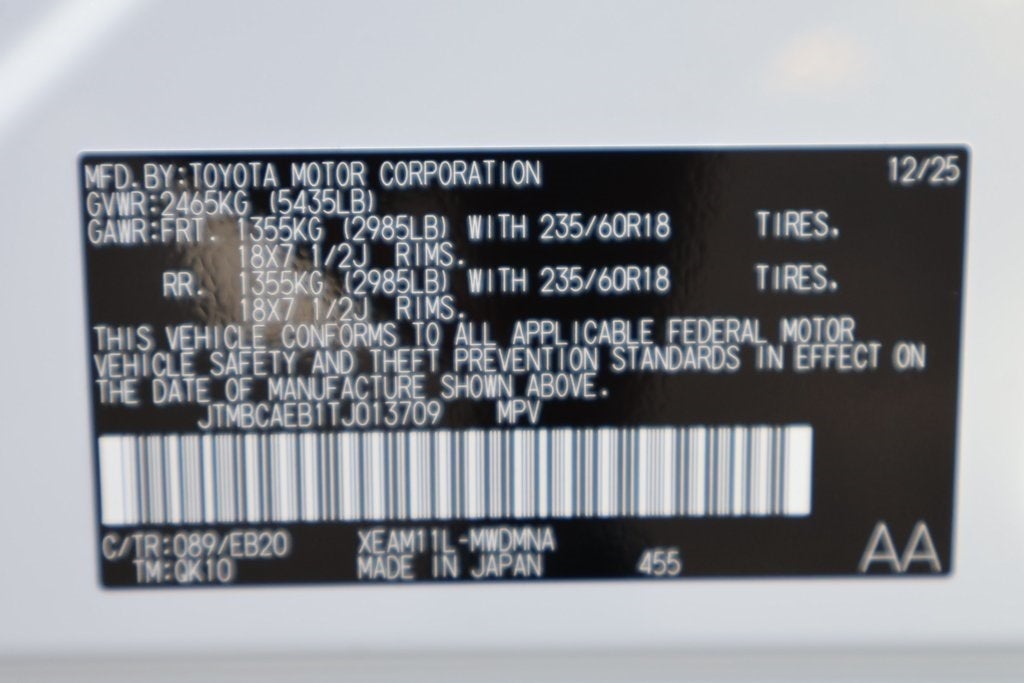 MFD.BY:TOYOTA MOTOR CORPORATION 12/25
GVWR:2465KG (5435LB)
GAWR:FRT. 1355KG (2985LB) WITH 235/60R18 TIRES.
18X7 1/2J RIMS.
RR. 1355KG (2985LB) WITH 235/60R18 TIRES.
18X7 1/2J RIMS.
THIS VEHICLE CONFORMS TO ALL APPLICABLE FEDERAL MOTOR
VEHICLE SAFETY AND THEFT PREVENTION STANDARDS IN EFFECT ON
THE DATE OF MANUFACTURE SHOWN ABOVE.
JTMBCAEB1TJ013709 MPV
C/TR:089/EB20 XEAM11L-MWDMNA
TM:QK10 MADE IN JAPAN 455 AA